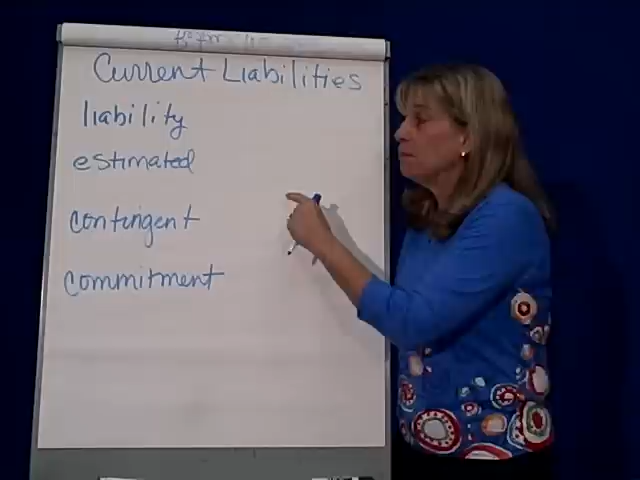 Current Liabilities
liability
estimated
contingent
commitment